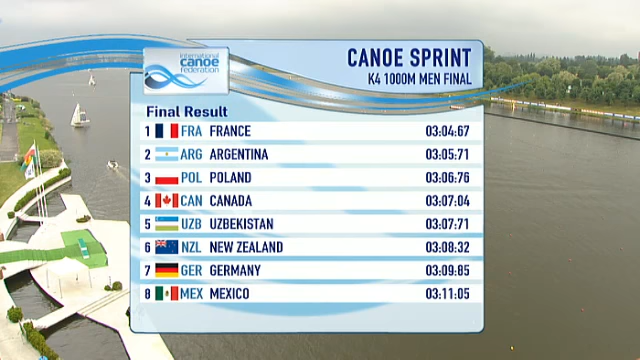 international
canoe
federation
CANOE SPRINT
K4 1000M MEN FINAL
Final Result
1 FRA FRANCE 03:04:67
2 ARG ARGENTINA 03:05:71
3 POL POLAND 03:06:76
4 CAN CANADA 03:07:04
5 UZB UZBEKISTAN 03:07:71
6 NZL NEW ZEALAND 03:08:32
7 GER GERMANY 03:09:85
8 MEX MEXICO 03:11:05